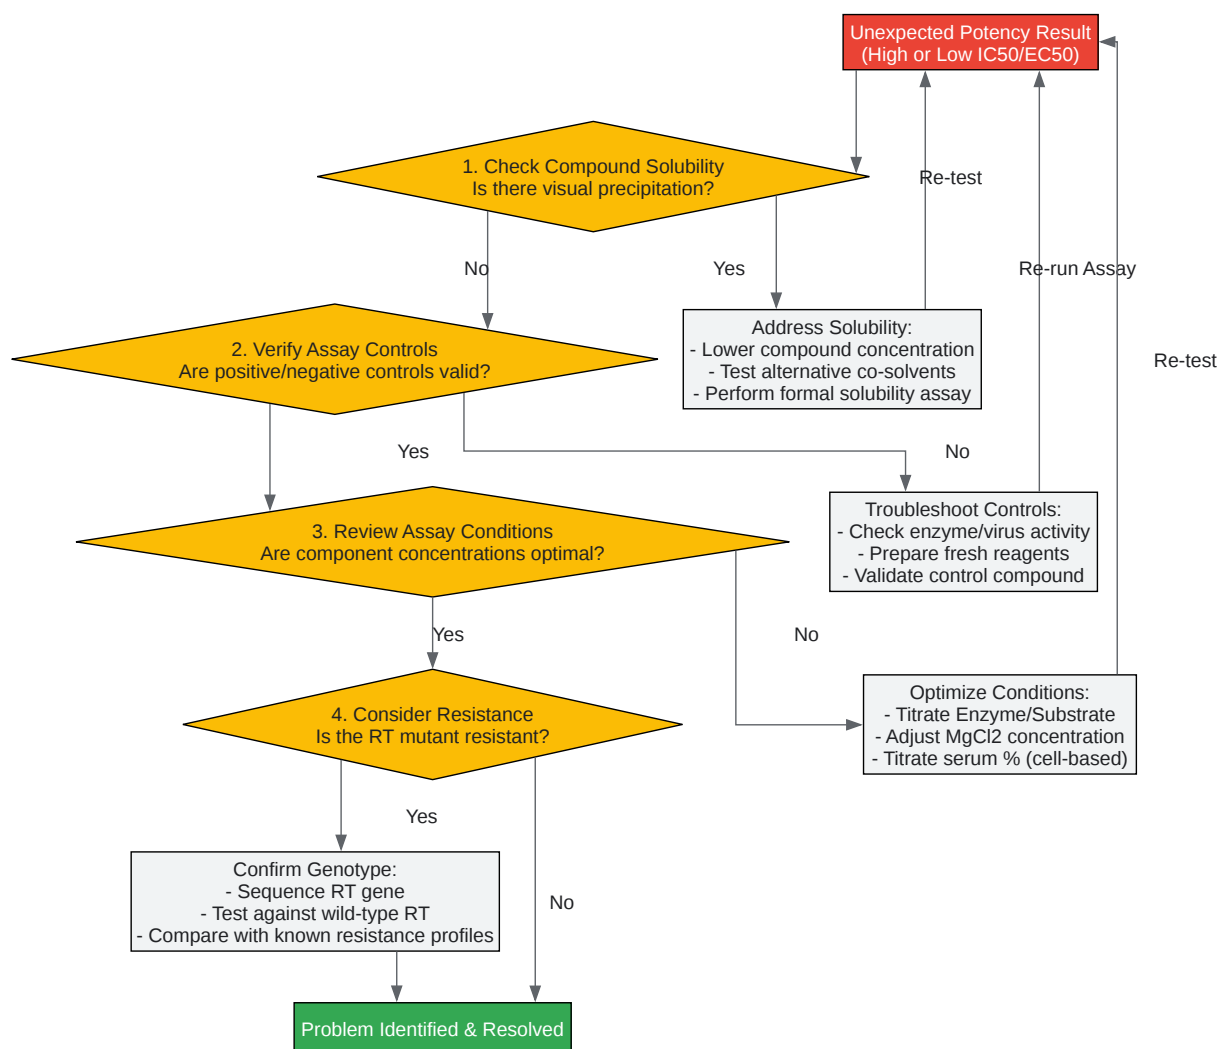 Unexpected Potency Result
(High or Low IC50/EC50)
1. Check Compound Solubility
Is there visual precipitation?
Re-test
No
Yes
Re-run Assay
Address Solubility:
- Lower compound concentration
- Test alternative co-solvents
- Perform formal solubility assay
2. Verify Assay Controls
Are positive/negative controls valid?
Re-test
Yes
No
Troubleshoot Controls:
- Check enzyme/virus activity
- Prepare fresh reagents
- Validate control compound
3. Review Assay Conditions
Are component concentrations optimal?
Yes
No
Optimize Conditions:
- Titrate Enzyme/Substrate
- Adjust MgCl2 concentration
- Titrate serum % (cell-based)
4. Consider Resistance
Is the RT mutant resistant?
Yes
No
Confirm Genotype:
- Sequence RT gene
- Test against wild-type RT
- Compare with known resistance profiles
Problem Identified & Resolved